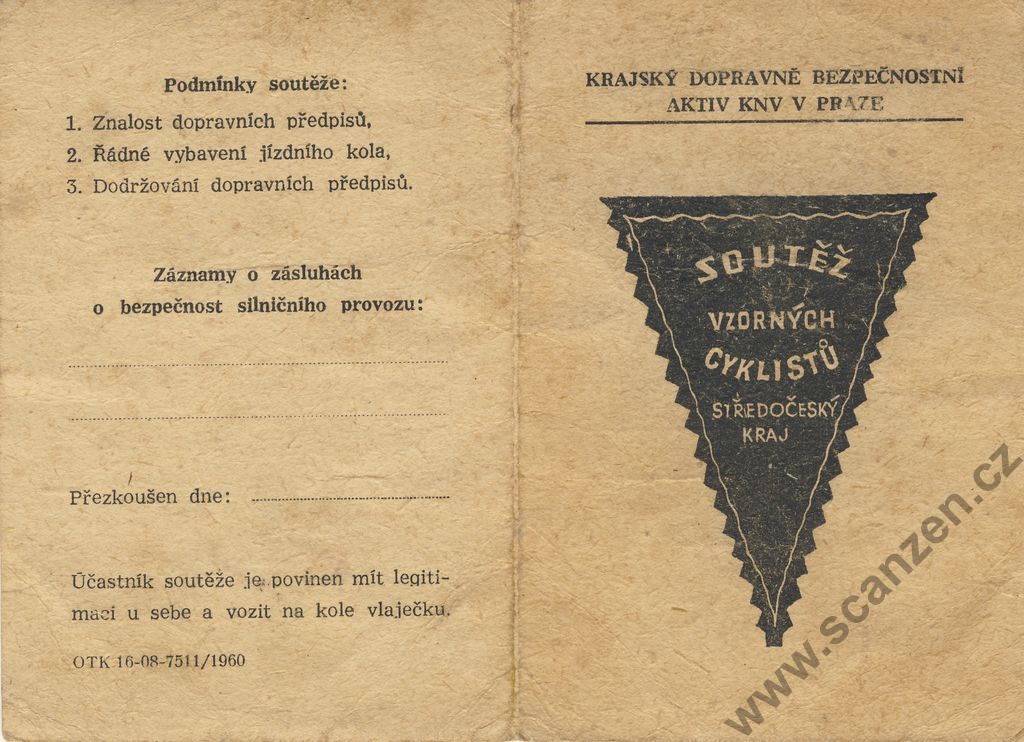 Podmínky soutěže:
1. Znalost dopravních předpisů,
2. Řádné vybavení jízdního kola,
3. Dodržování dopravních předpisů.
Záznamy o zásluhách
o bezpečnost silničního provozu:
Přezkoušen dne:
Účastník soutěže je povinen mít legiti-
maci u sebe a vozit na kole vlaječku.
OTK 16-08-7511/1960
KRAJSKÝ DOPRAVNĚ BEZPEČNOSTNÍ
AKTIV KNV V PRAZE
SOUTĚŽ
VZORNÝCH
CYKLISTŮ
STŘEDOČESKÝ
KRAJ
www.scanzen.cz